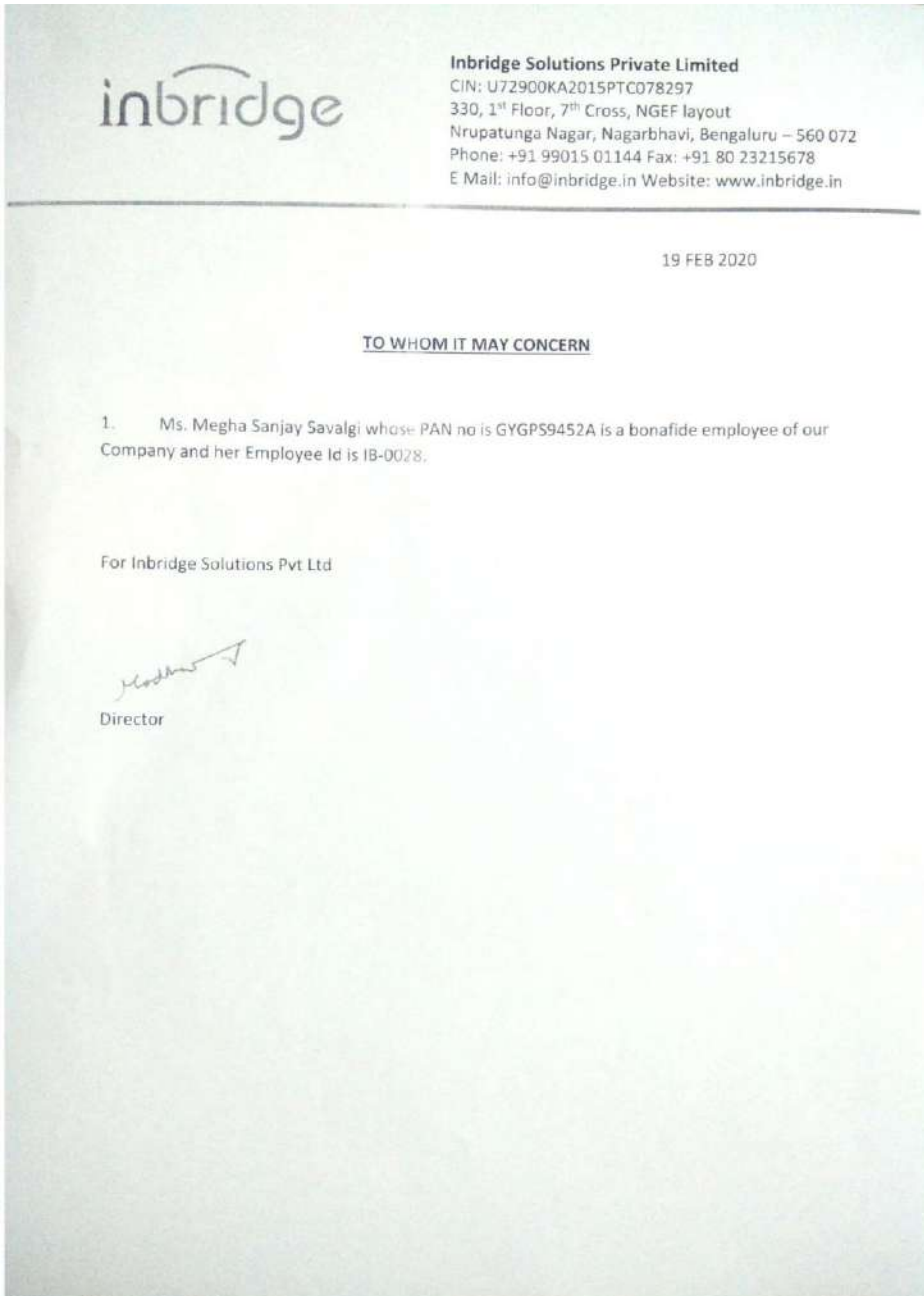 inbridge
Inbridge Solutions Private Limited
CIN: U72900KA2015PTC078297
330, 1st Floor, 7th Cross, NGEF layout
Nrupatunga Nagar, Nagarbhavi, Bengaluru – 560 072
Phone: +91 99015 01144 Fax: +91 80 23215678
E Mail: info@inbridge.in Website: www.inbridge.in
19 FEB 2020
TO WHOM IT MAY CONCERN
1. Ms. Megha Sanjay Savalgi whose PAN no is GYGPS9452A is a bonafide employee of our
Company and her Employee Id is IB-0028.
For Inbridge Solutions Pvt Ltd
Director